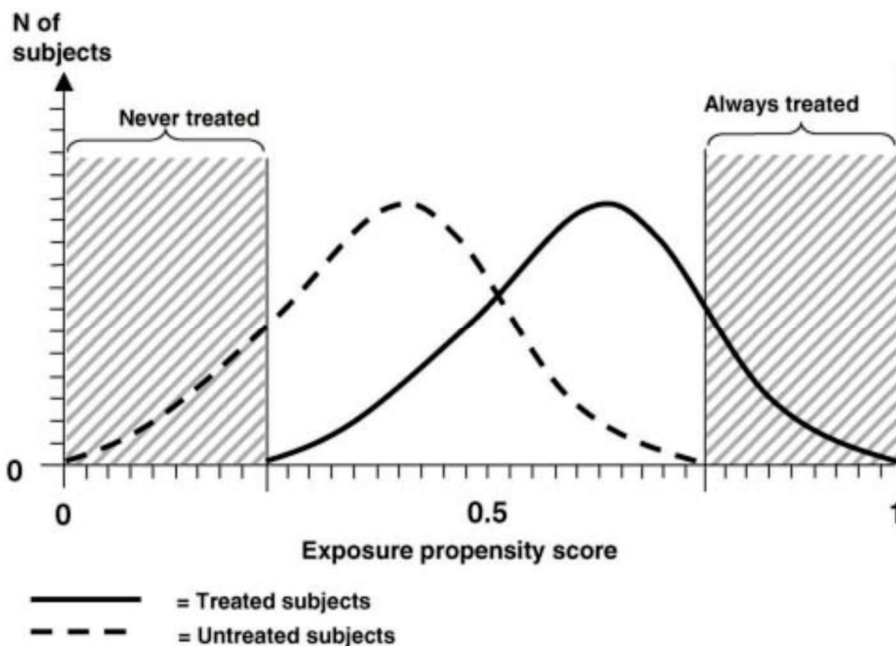 N of
subjects
Never treated
Always treated
0
0
0.5
1
Exposure propensity score
= Treated subjects
= Untreated subjects